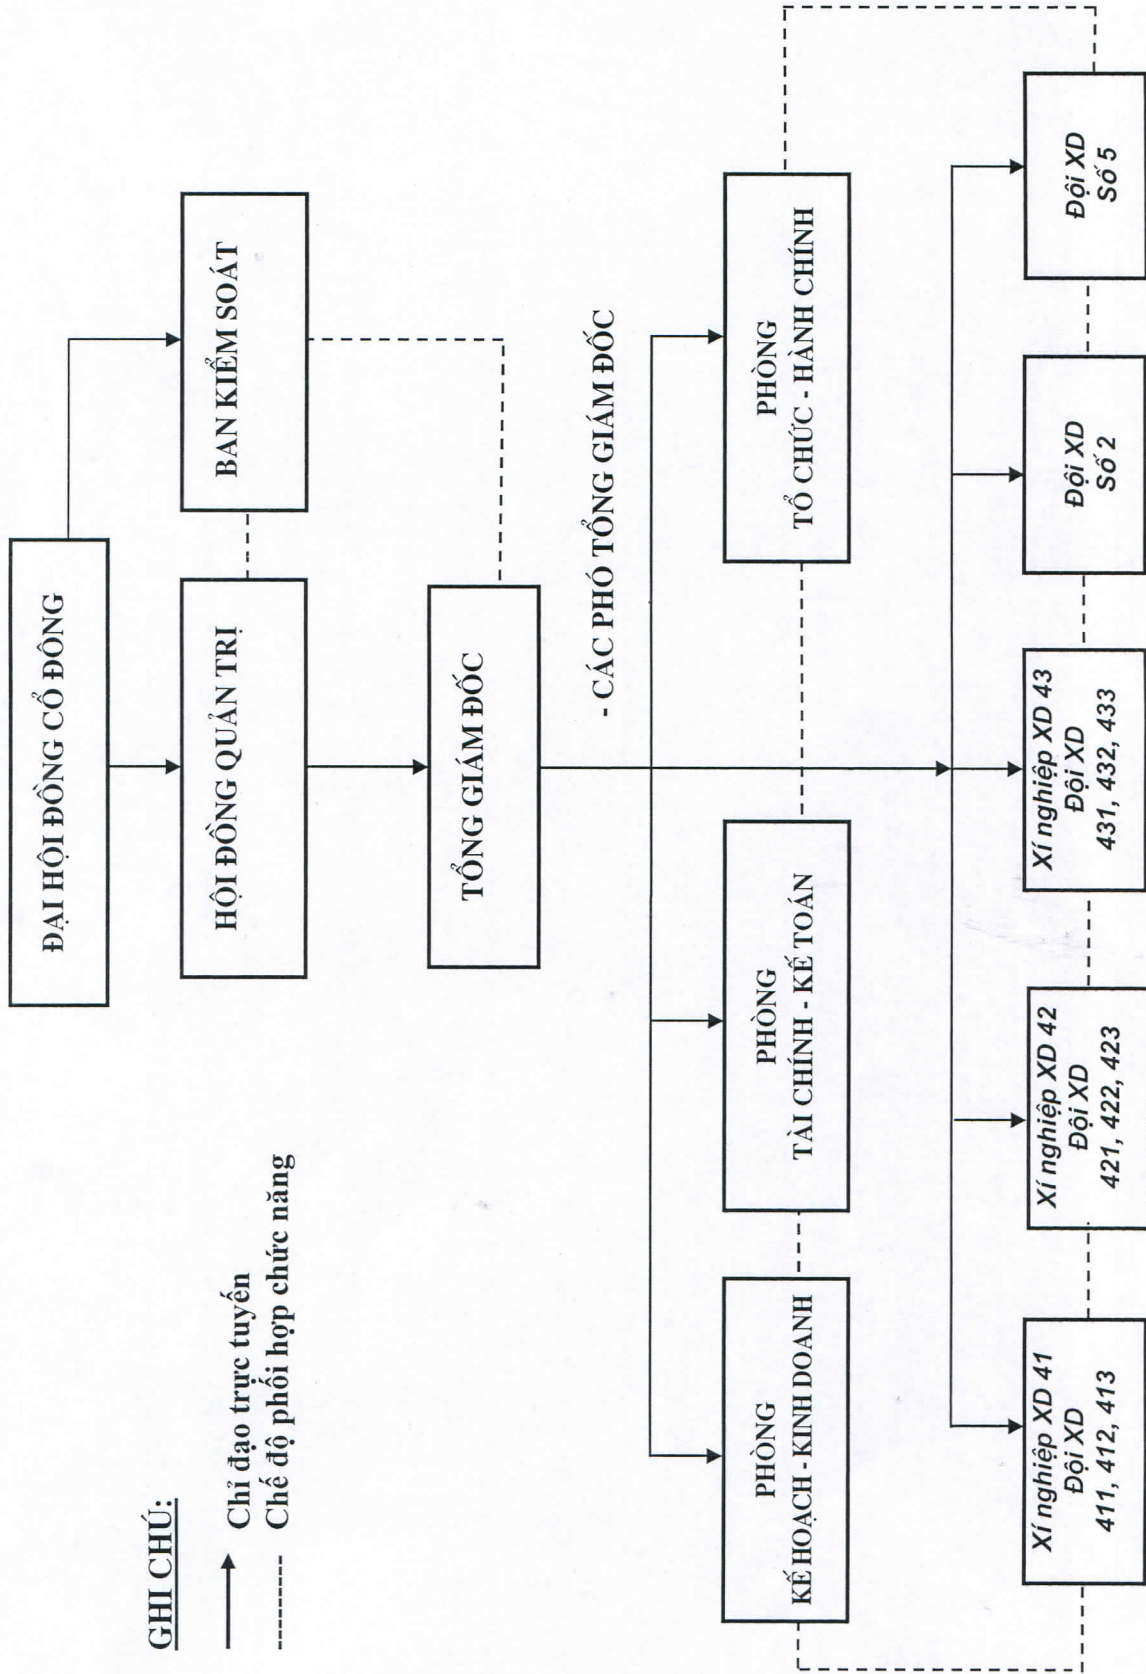 GHI CHÚ:
Chỉ đạo trực tuyến
Chế độ phối hợp chức năng
ĐẠI HỘI ĐỒNG CỔ ĐÔNG
HỘI ĐỒNG QUẢN TRỊ
BAN KIỂM SOÁT
TỔNG GIÁM ĐỐC
- CÁC PHÓ TỔNG GIÁM ĐỐC
PHÒNG
KẾ HOẠCH - KINH DOANH
PHÒNG
TÀI CHÍNH - KẾ TOÁN
PHÒNG
TỔ CHỨC - HÀNH CHÍNH
Xí nghiệp XD 41
Đội XD
411, 412, 413
Xí nghiệp XD 42
Đội XD
421, 422, 423
Xí nghiệp XD 43
Đội XD
431, 432, 433
Đội XD
Số 2
Đội XD
Số 5